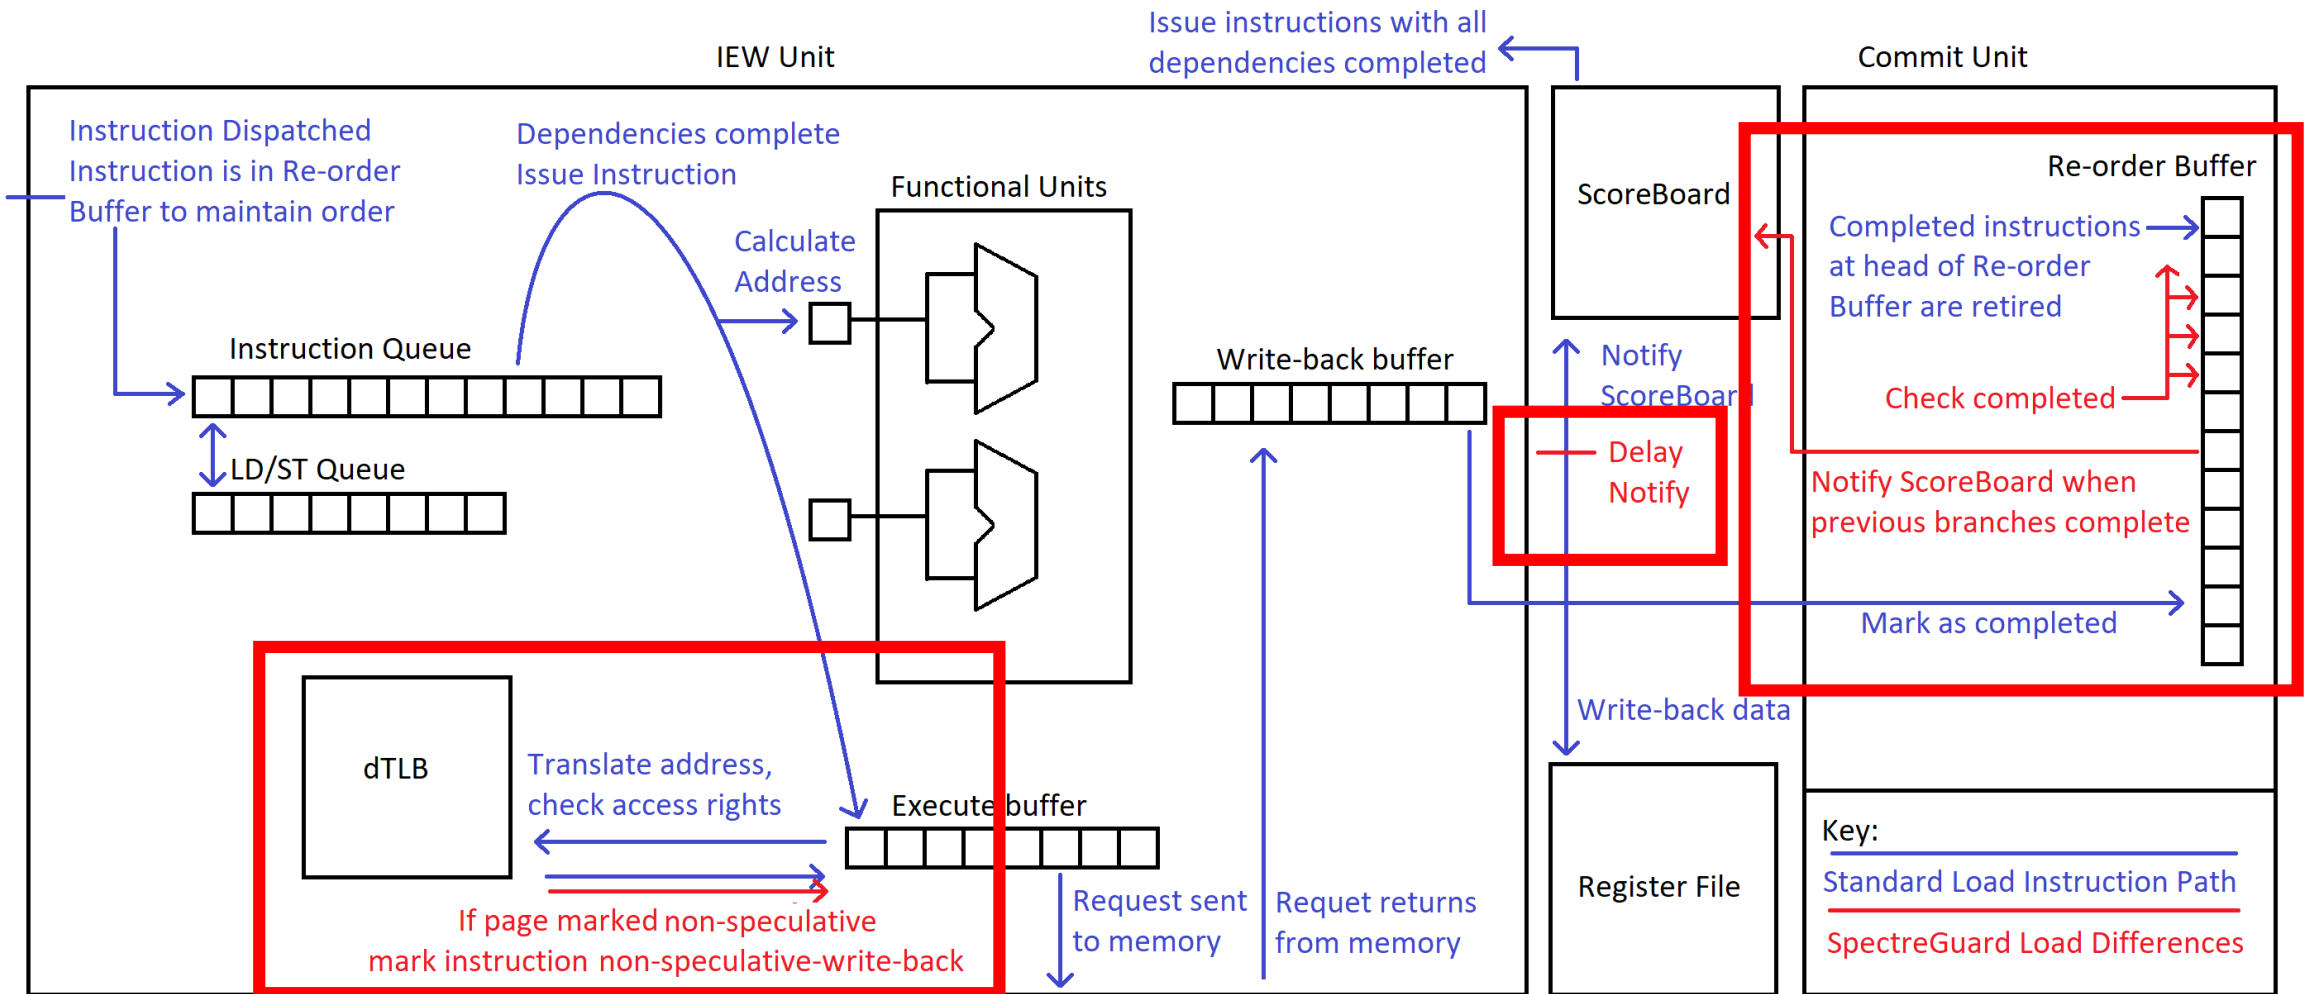 IEW Unit
Issue instructions with all
dependencies completed
Commit Unit
Instruction Dispatched
Instruction is in Re-order
Buffer to maintain order
Dependencies complete
Issue Instruction
Functional Units
Calculate
Address
ScoreBoard
Re-order Buffer
Completed instructions
at head of Re-order
Buffer are retired
Instruction Queue
Write-back buffer
Notify
ScoreBoard
Check completed
LD/ST Queue
Delay
Notify
Notify ScoreBoard when
previous branches complete
Mark as completed
Write-back data
dTLB
Translate address,
check access rights
Execute buffer
If page marked non-speculative
mark instruction non-speculative-write-back
Request sent
to memory
Requet returns
from memory
Register File
Key:
Standard Load Instruction Path
SpectreGuard Load Differences